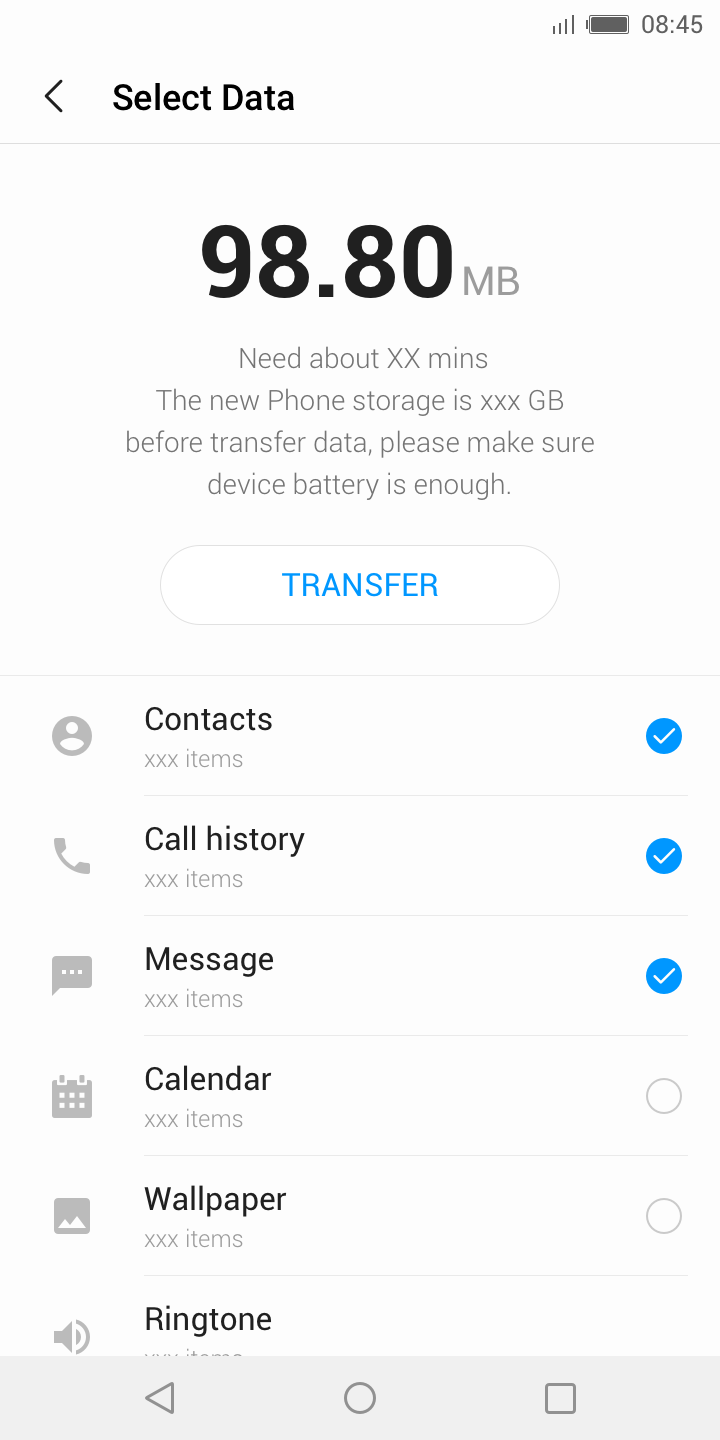 08:45
Select Data
98.80 MB
Need about XX mins
The new Phone storage is xxx GB
before transfer data, please make sure
device battery is enough.
TRANSFER
Contacts
xxx items
Call history
xxx items
Message
xxx items
Calendar
xxx items
Wallpaper
xxx items
Ringtone
xxx items